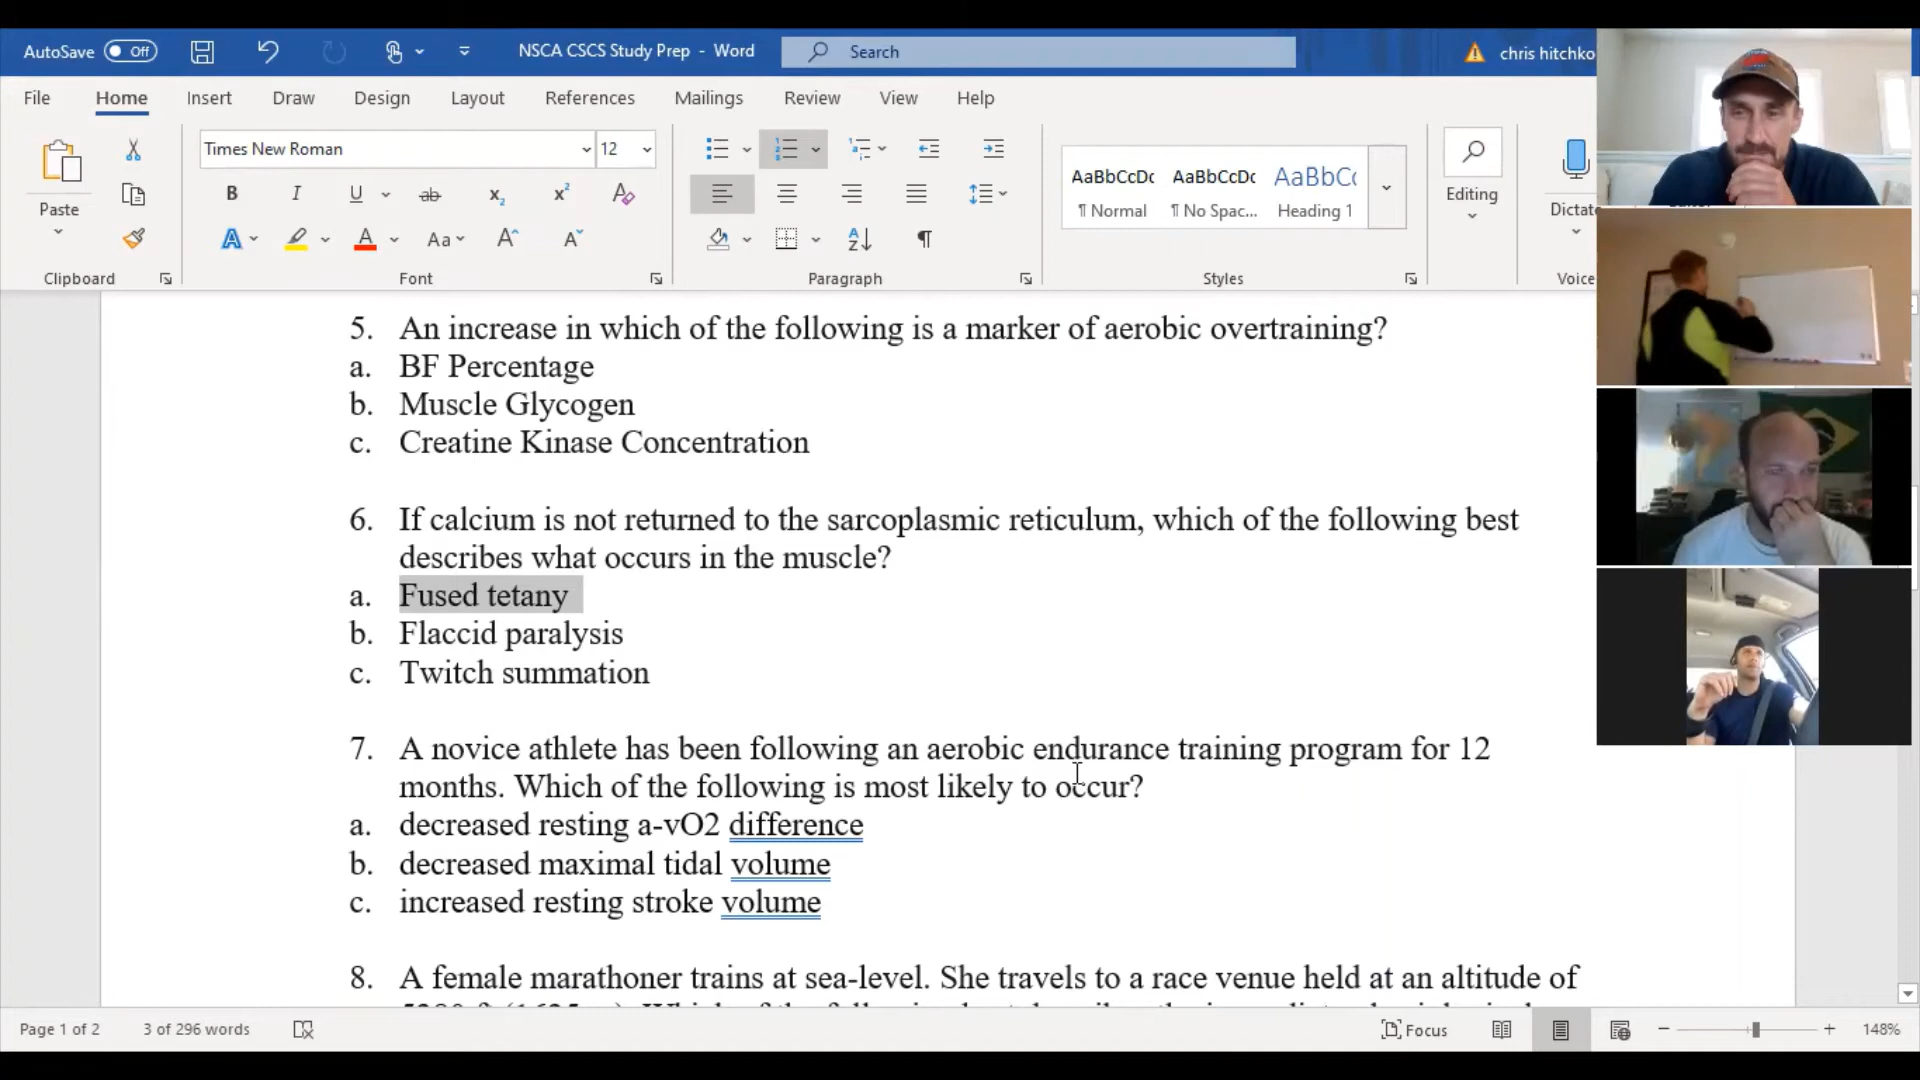 AutoSave Off NSCA CSCS Study Prep - Word Search chris hitchko
File Home Insert Draw Design Layout References Mailings Review View Help
Times New Roman 12
AaBbCcDc AaBbCcDc AaBbCc
Paste B I U ab x₂ x² A ¶ Normal ¶ No Spac... Heading 1 Editing Dictate
A A Aa A A ¶
Clipboard Font Paragraph Styles Voice
5. An increase in which of the following is a marker of aerobic overtraining?
a. BF Percentage
b. Muscle Glycogen
c. Creatine Kinase Concentration
6. If calcium is not returned to the sarcoplasmic reticulum, which of the following best
describes what occurs in the muscle?
a. Fused tetany
b. Flaccid paralysis
c. Twitch summation
7. A novice athlete has been following an aerobic endurance training program for 12
months. Which of the following is most likely to occur?
a. decreased resting a-vO2 difference
b. decreased maximal tidal volume
c. increased resting stroke volume
8. A female marathoner trains at sea-level. She travels to a race venue held at an altitude of
Page 1 of 2 3 of 296 words Focus 148%